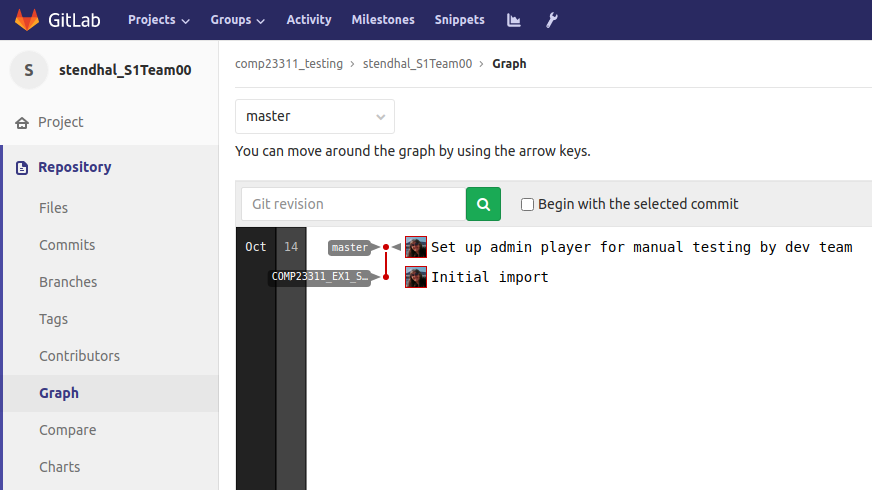 GitLab Projects Groups Activity Milestones Snippets
S stendhal_S1Team00
comp23311_testing > stendhal_S1Team00 > Graph
master
Project
You can move around the graph by using the arrow keys.
Repository
Git revision Begin with the selected commit
Files
Commits
Branches
Tags
Contributors
Graph
Compare
Charts
Oct 14 master Set up admin player for manual testing by dev team
COMP23311_EX1_S… Initial import